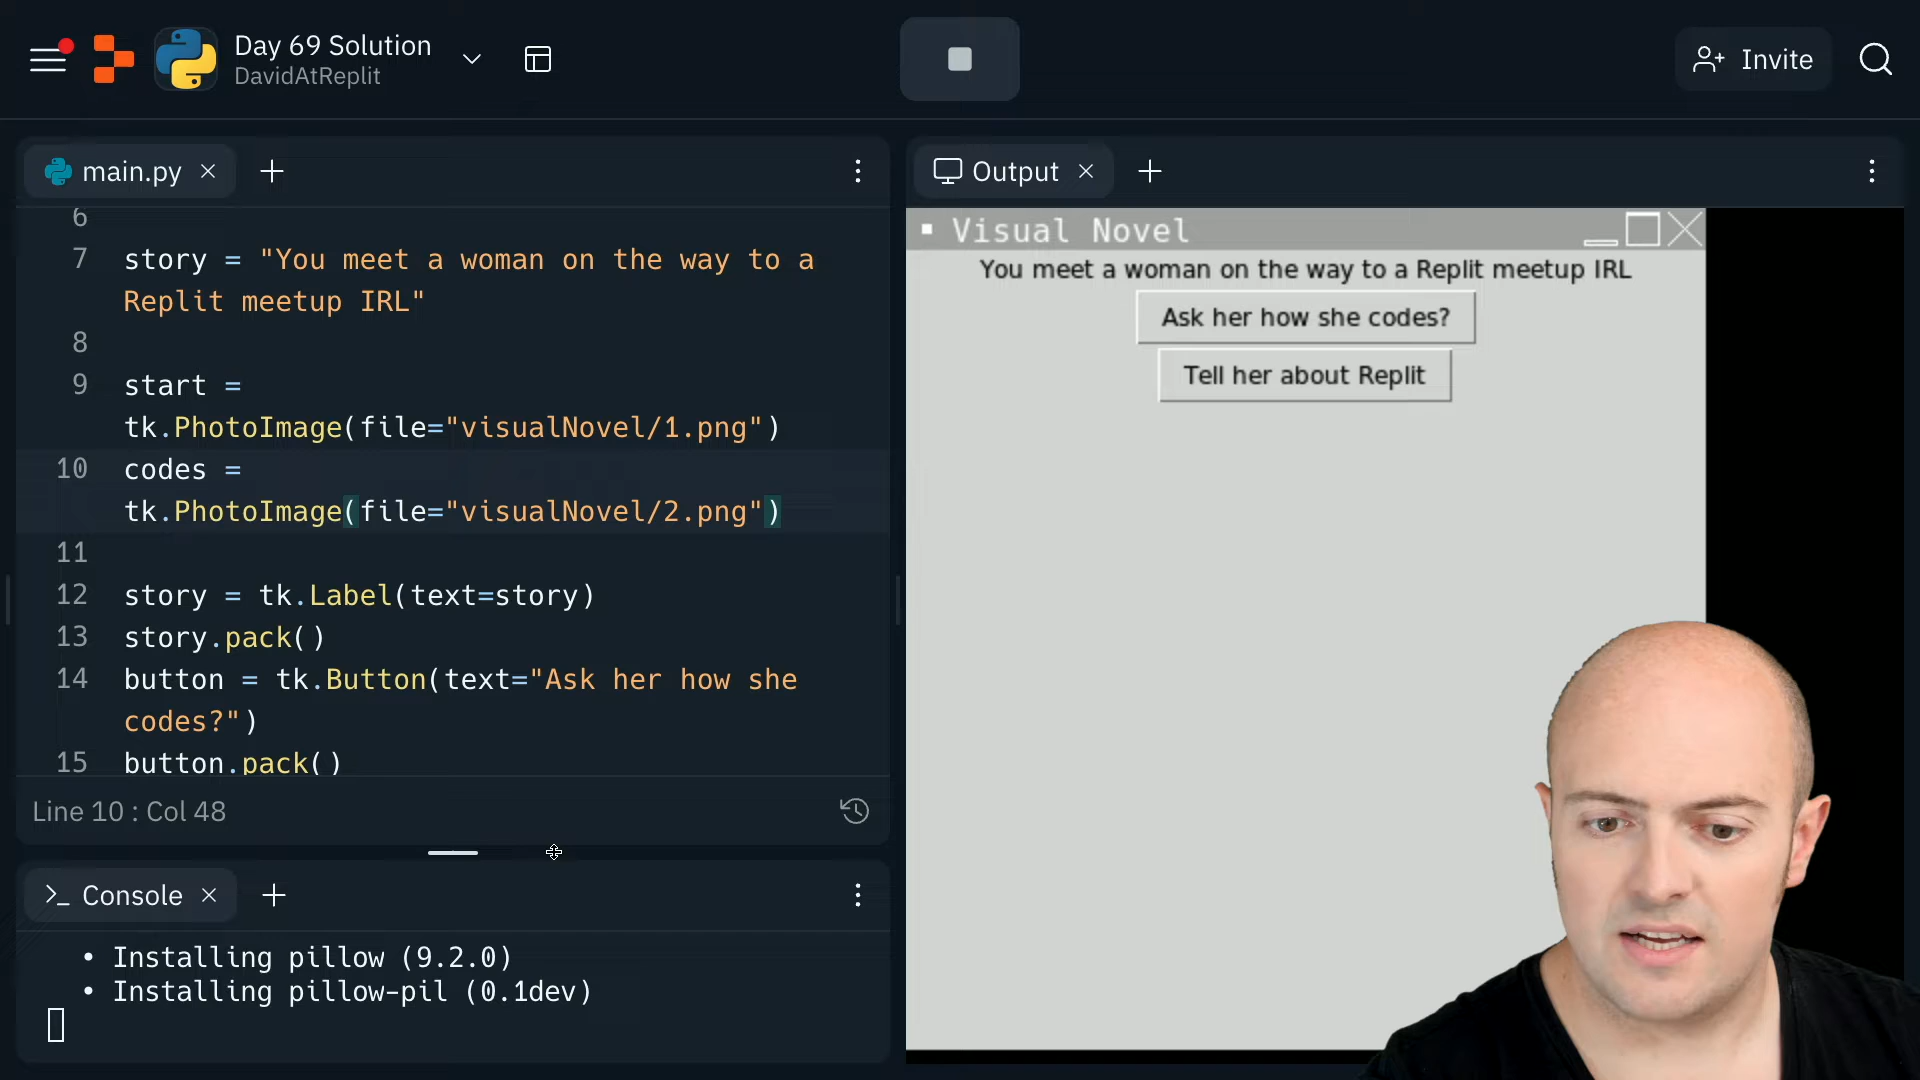 Day 69 Solution
DavidAtReplit
Invite
main.py
Output
6
7 story = "You meet a woman on the way to a
Replit meetup IRL"
8
9 start =
tk.PhotoImage(file="visualNovel/1.png")
10 codes =
tk.PhotoImage(file="visualNovel/2.png")
11
12 story = tk.Label(text=story)
13 story.pack()
14 button = tk.Button(text="Ask her how she
codes?")
15 button.pack()
Line 10 : Col 48
Console
• Installing pillow (9.2.0)
• Installing pillow-pil (0.1dev)
Visual Novel
You meet a woman on the way to a Replit meetup IRL
Ask her how she codes?
Tell her about Replit